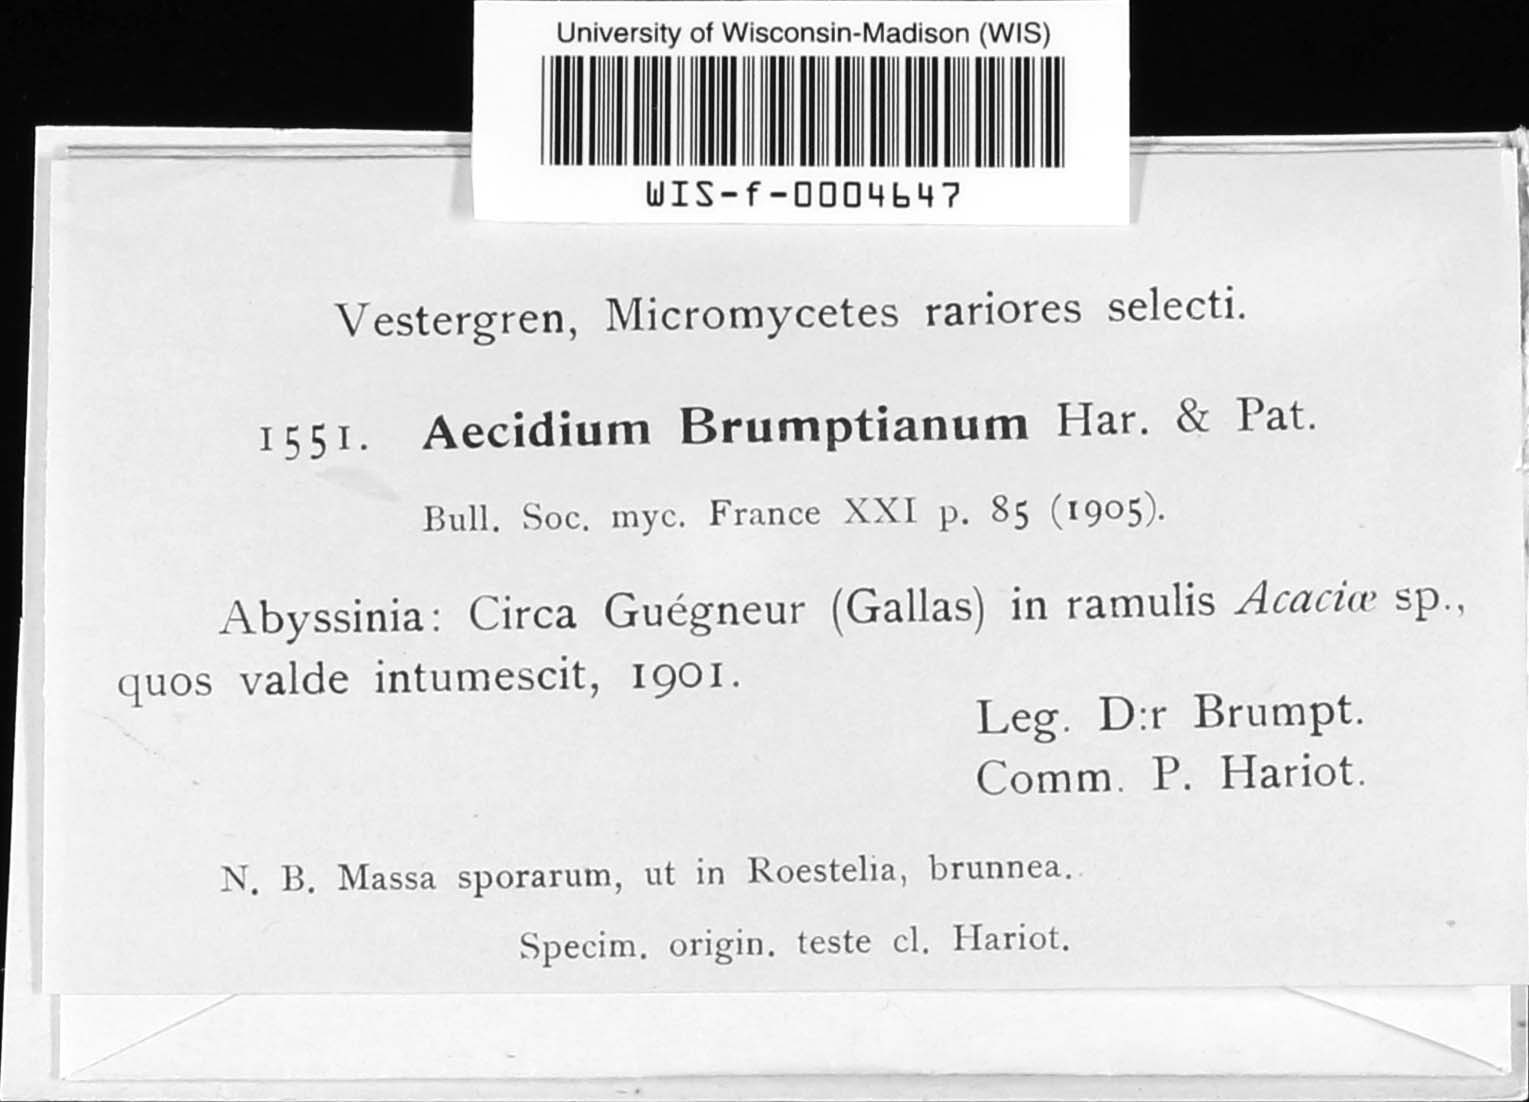 University of Wisconsin-Madison (WIS)
WIS-f-0004647
Vestergren, Micromycetes rariores selecti.
1551. Aecidium Brumptianum Har. & Pat.
Bull. Soc. myc. France XXI p. 85 (1905).
Abyssinia: Circa Guégneur (Gallas) in ramulis Acaciæ sp.,
quos valde intumescit, 1901.
Leg. D:r Brumpt.
Comm. P. Hariot.
N. B. Massa sporarum, ut in Roestelia, brunnea.
Specim. origin. teste cl. Hariot.